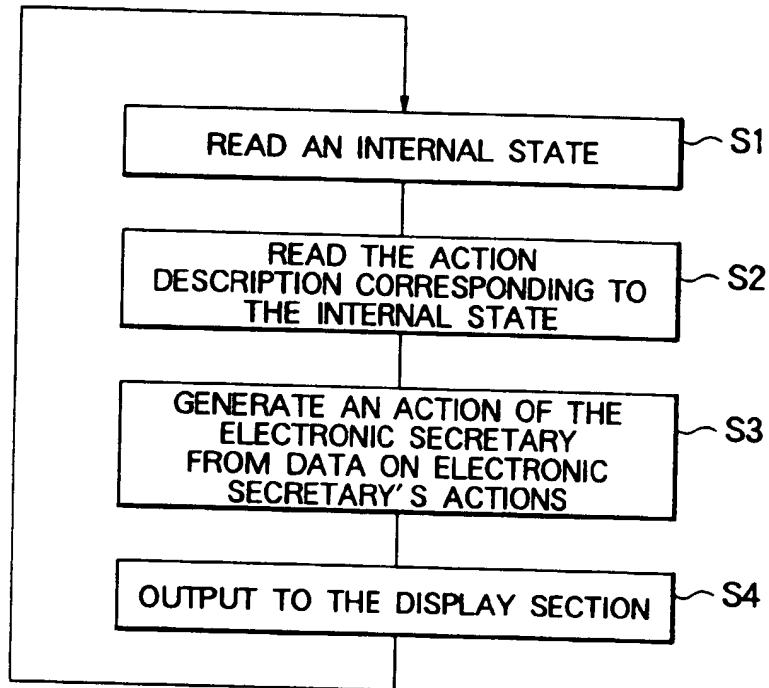 READ AN INTERNAL STATE
S1
READ THE ACTION
DESCRIPTION CORRESPONDING TO
THE INTERNAL STATE
S2
GENERATE AN ACTION OF THE
ELECTRONIC SECRETARY
FROM DATA ON ELECTRONIC
SECRETARY'S ACTIONS
S3
OUTPUT TO THE DISPLAY SECTION
S4